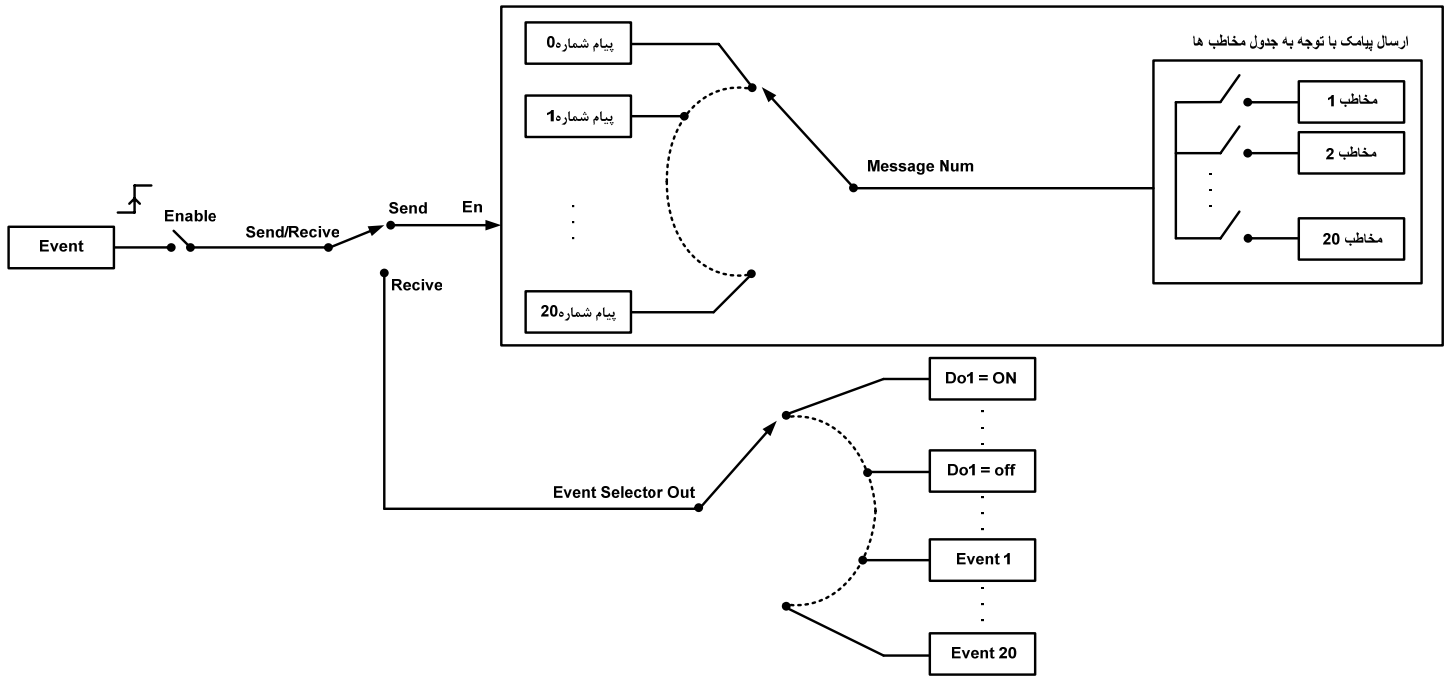 ارسال پیامک با توجه به جدول مخاطب ها
پیام شماره0
پیام شماره1
پیام شماره20
Message Num
مخاطب 1
مخاطب 2
مخاطب 20
Event
Enable
Send/Recive
Send
En
Recive
Event Selector Out
Do1 = ON
Do1 = off
Event 1
Event 20